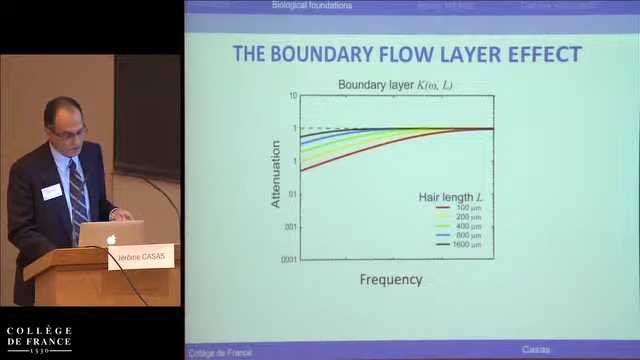 Biological foundations
THE BOUNDARY FLOW LAYER EFFECT
Boundary layer K(ω, L)
10
1
.1
.01
.001
.0001
Attenuation
Frequency
Hair length L
100 µm
200 µm
400 µm
800 µm
1600 µm
Jérôme CASAS
COLLÈGE
DE FRANCE
1530
Collège de France
Casas